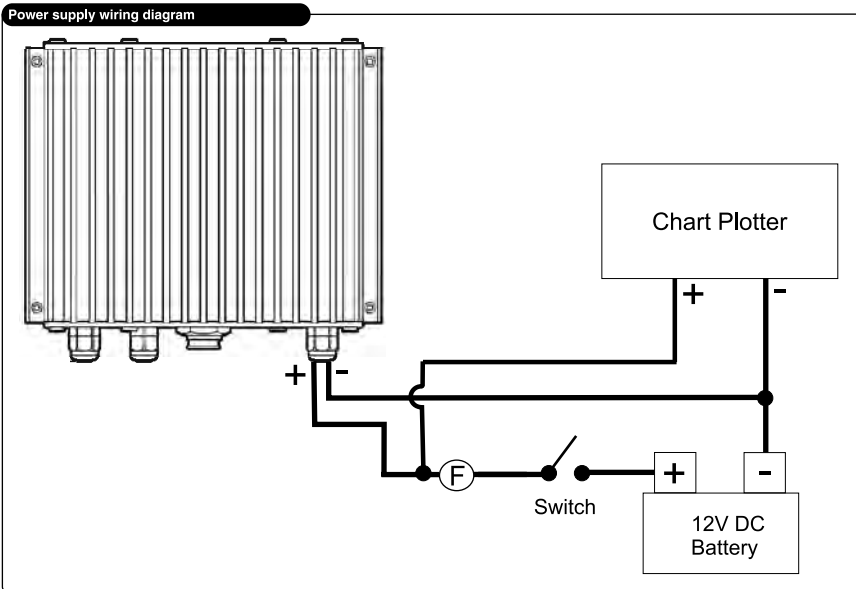 Power supply wiring diagram
Chart Plotter
+
-
+ -
F
Switch
+
-
12V DC
Battery